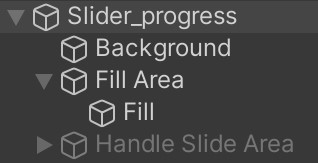 Slider_progress
Background
Fill Area
Fill
Handle Slide Area